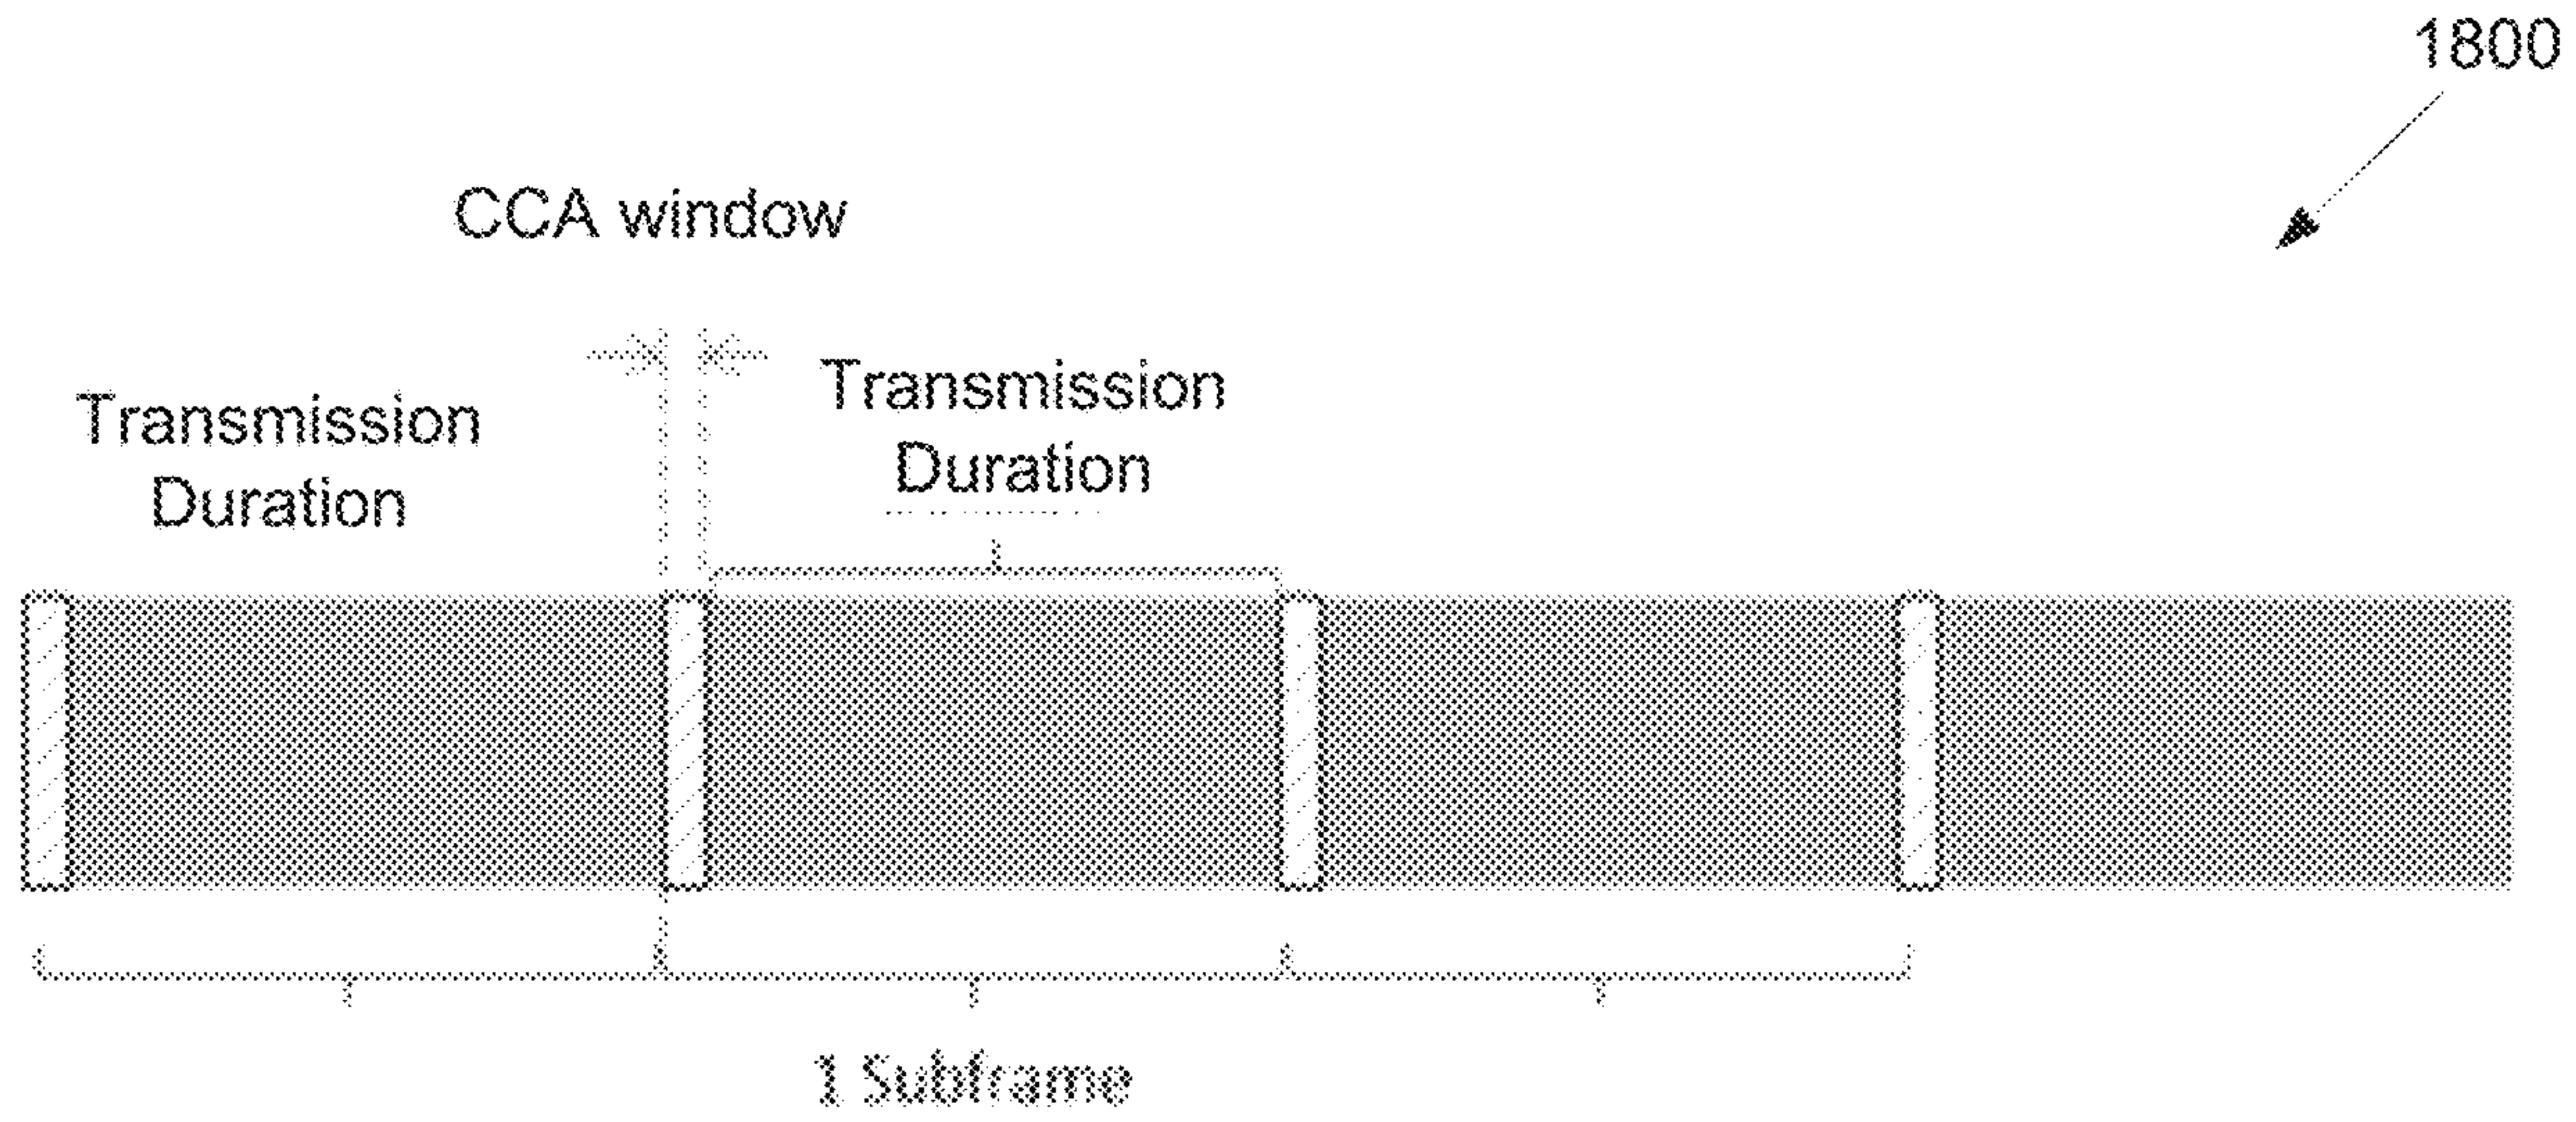 1800
CCA window
Transmission
Duration
Transmission
Duration
1 Subframe